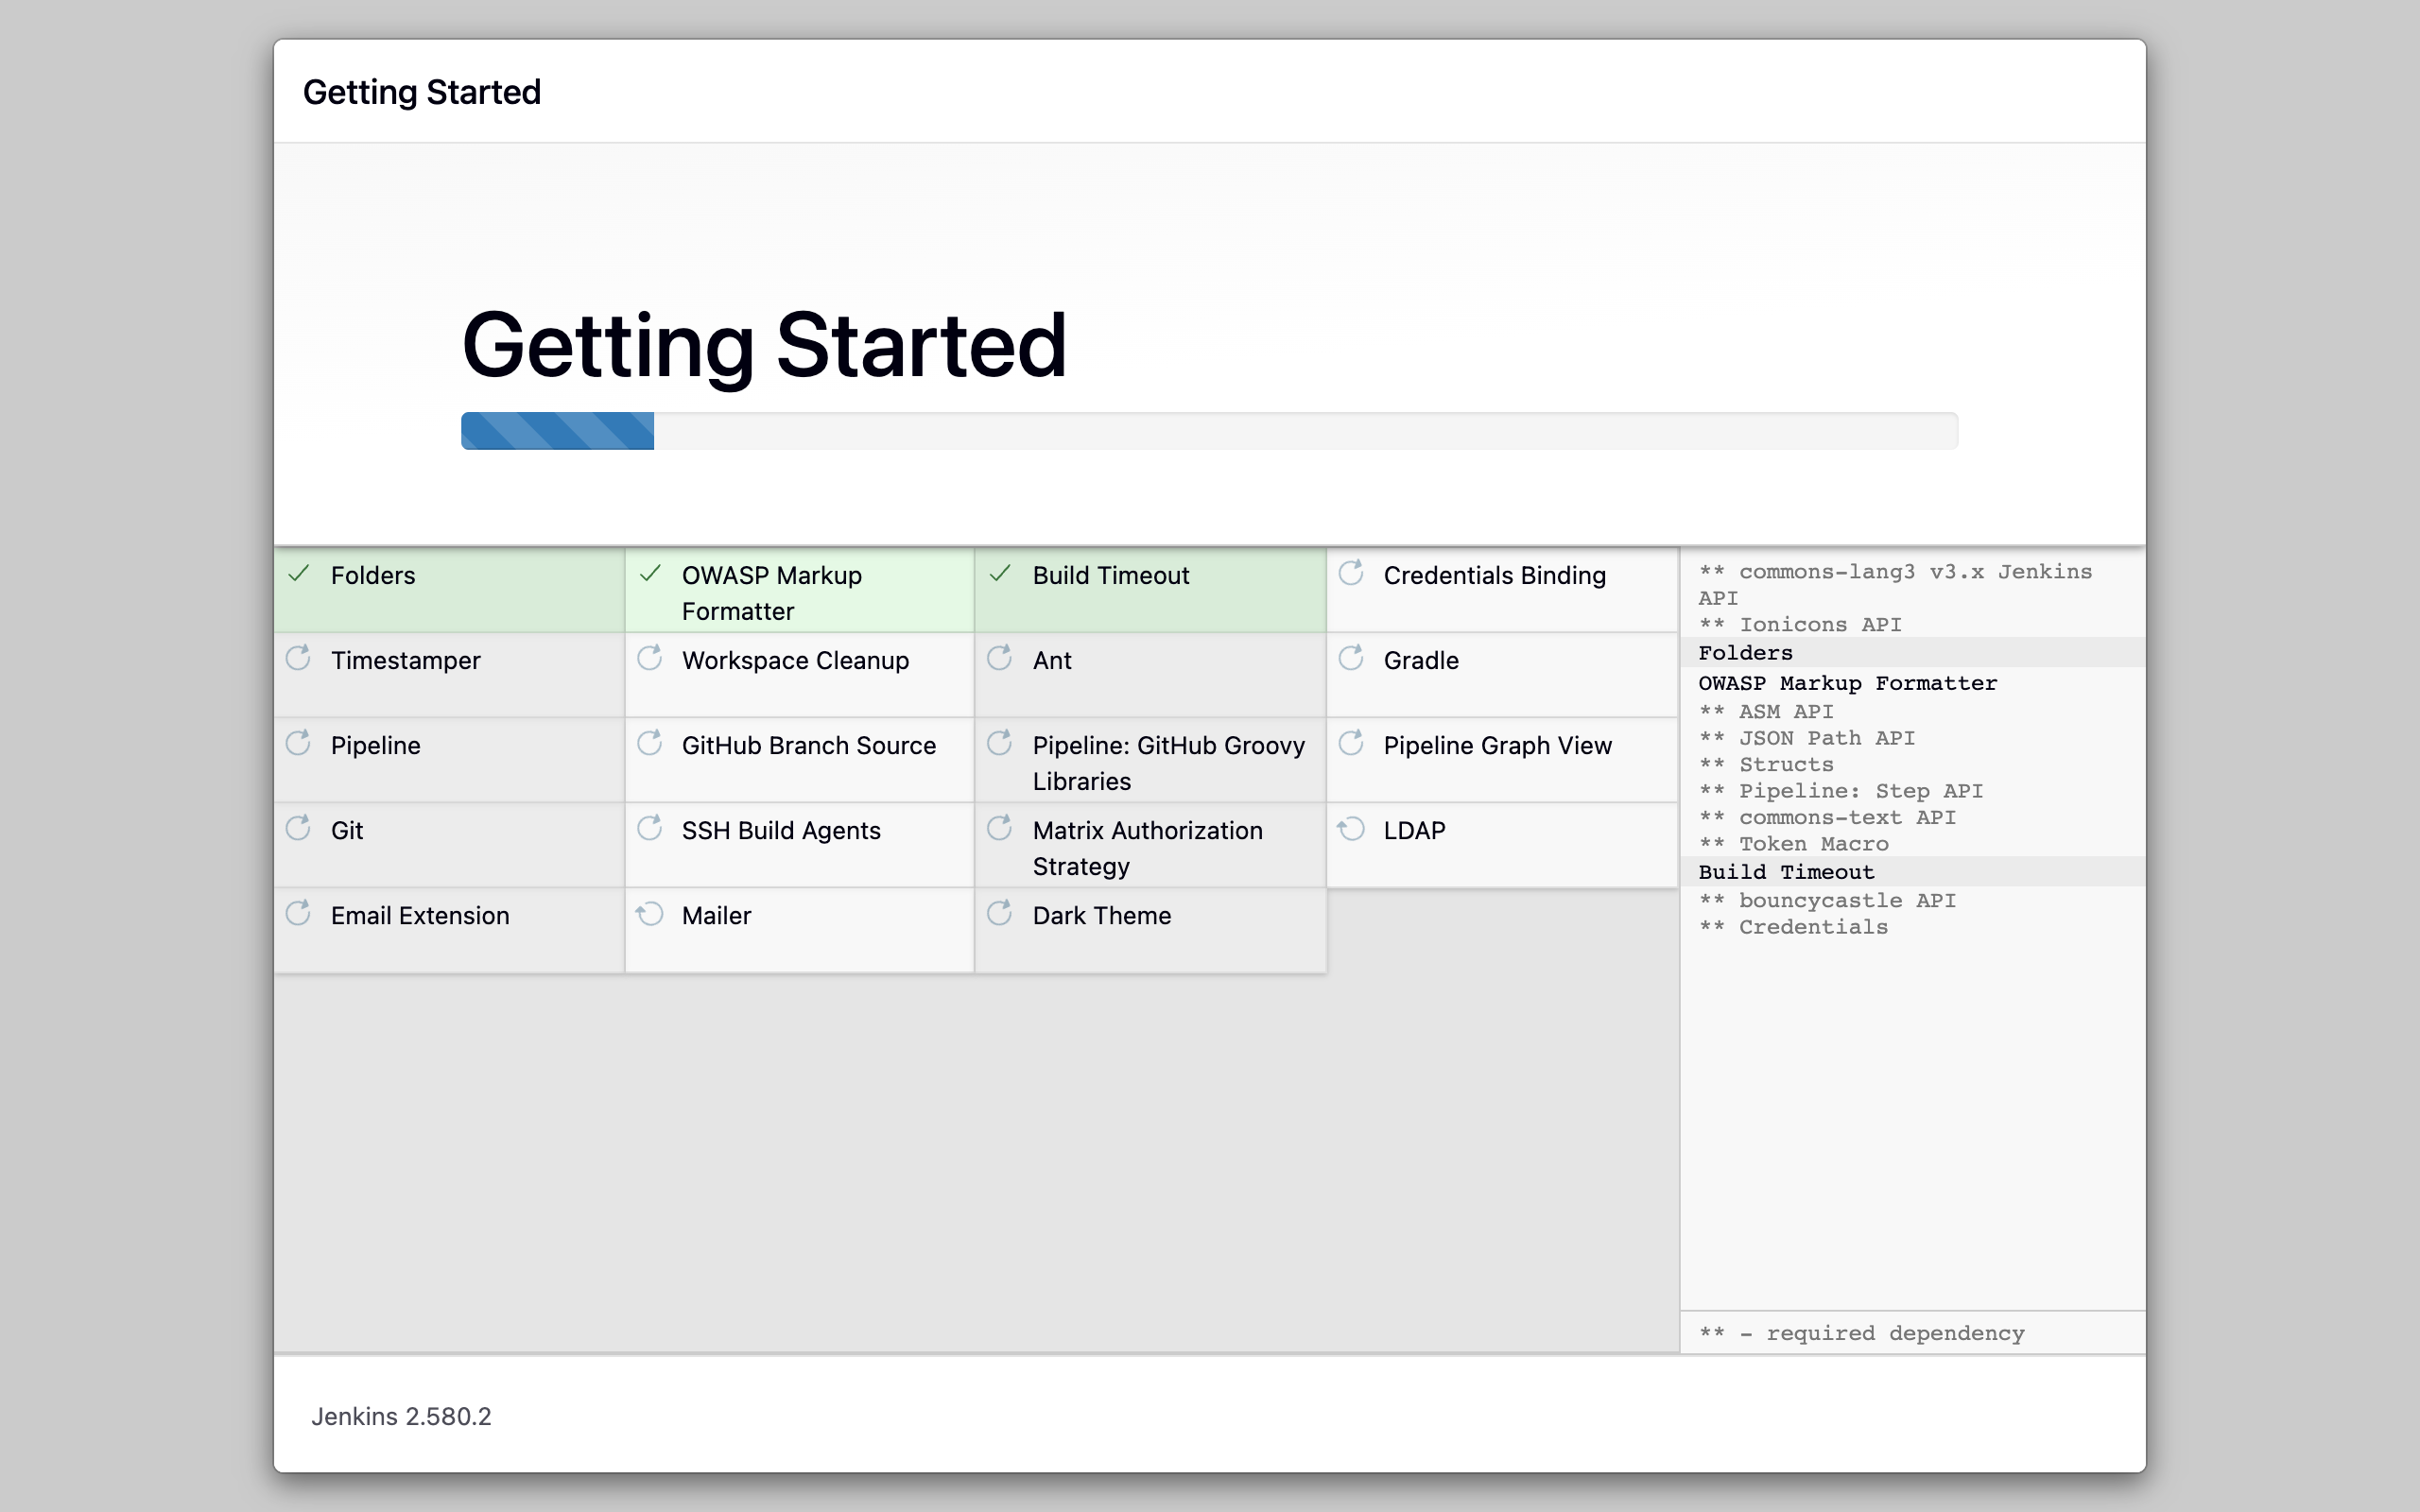 Getting Started
Getting Started
Folders
OWASP Markup
Formatter
Build Timeout
Credentials Binding
Timestamper
Workspace Cleanup
Ant
Gradle
Pipeline
GitHub Branch Source
Pipeline: GitHub Groovy
Libraries
Pipeline Graph View
Git
SSH Build Agents
Matrix Authorization
Strategy
LDAP
Email Extension
Mailer
Dark Theme
** commons-lang3 v3.x Jenkins
API
** Ionicons API
Folders
OWASP Markup Formatter
** ASM API
** JSON Path API
** Structs
** Pipeline: Step API
** commons-text API
** Token Macro
Build Timeout
** bouncycastle API
** Credentials
** - required dependency
Jenkins 2.580.2